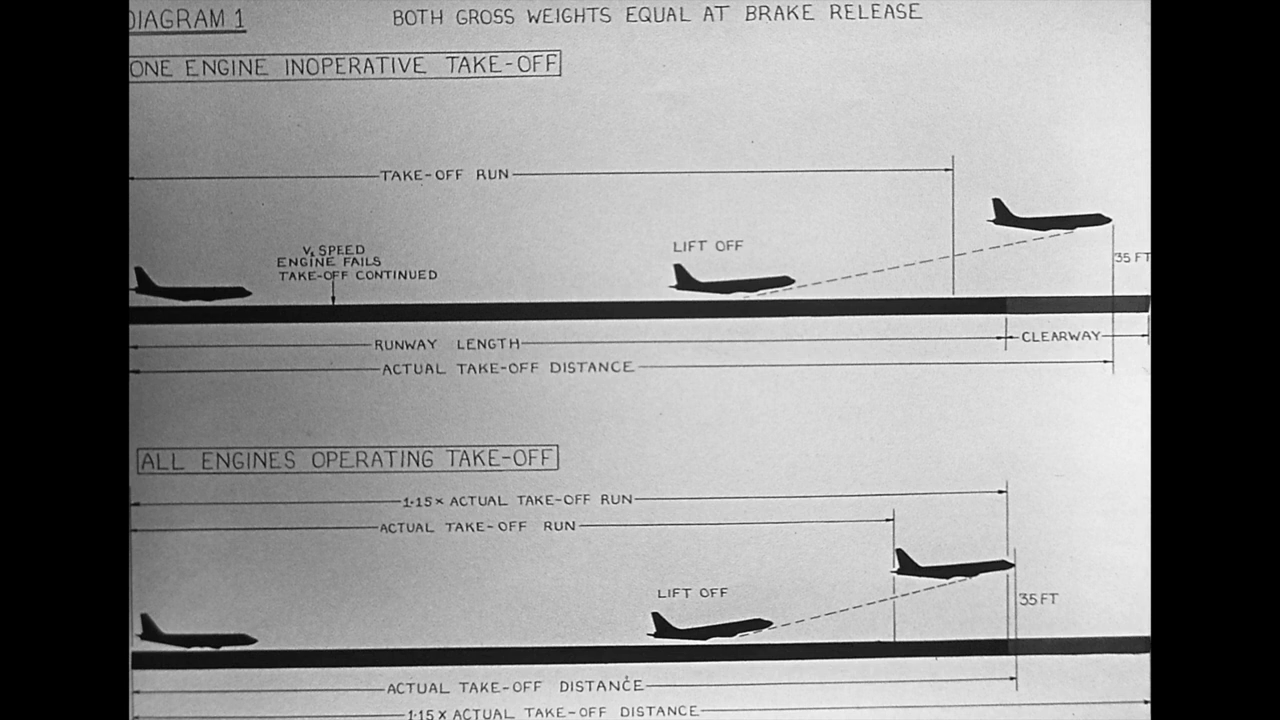 DIAGRAM 1
BOTH GROSS WEIGHTS EQUAL AT BRAKE RELEASE
ONE ENGINE INOPERATIVE TAKE-OFF
TAKE-OFF RUN
V₁ SPEED
ENGINE FAILS
TAKE-OFF CONTINUED
LIFT OFF
35 FT
RUNWAY LENGTH
CLEARWAY
ACTUAL TAKE-OFF DISTANCE
ALL ENGINES OPERATING TAKE-OFF
1·15× ACTUAL TAKE-OFF RUN
ACTUAL TAKE-OFF RUN
LIFT OFF
35 FT
ACTUAL TAKE-OFF DISTANCE
1·15× ACTUAL TAKE-OFF DISTANCE